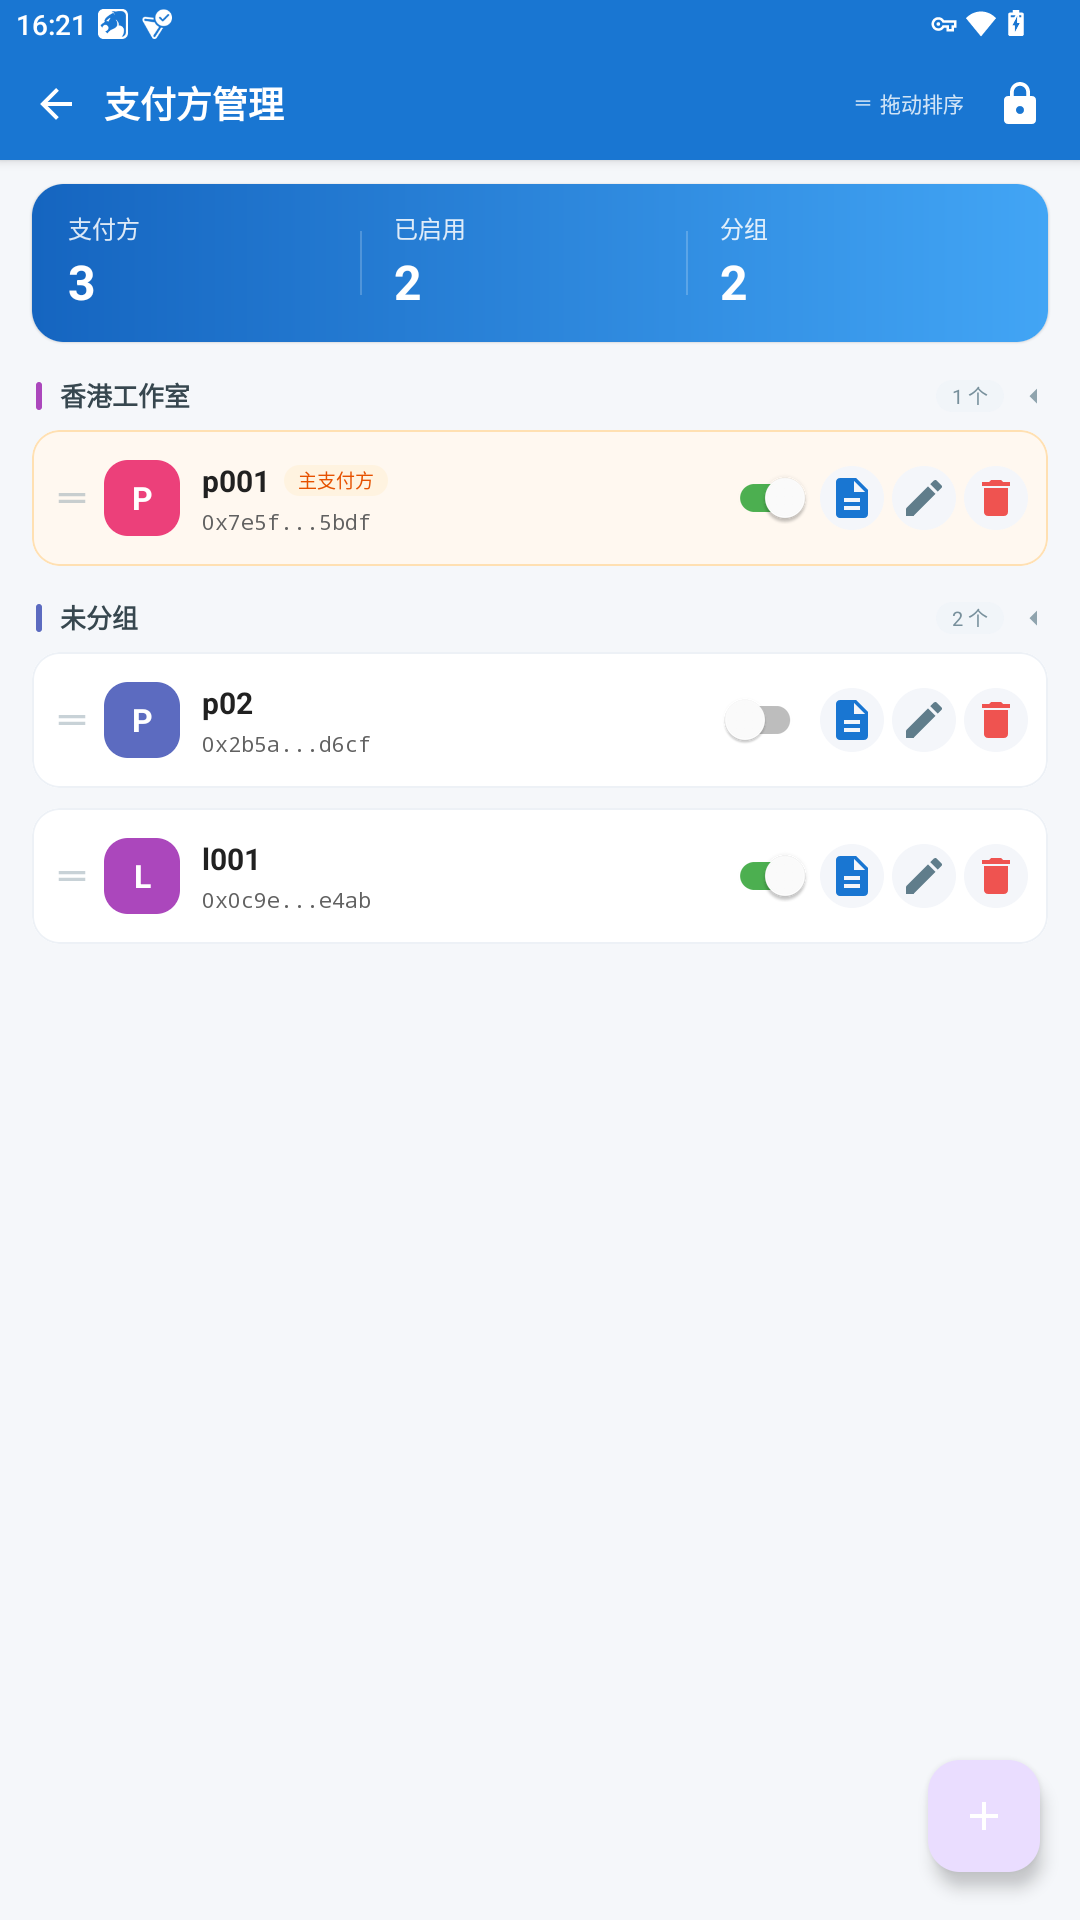 16:21
支付方管理
= 拖动排序
支付方
已启用
分组
3
2
2
香港工作室
1 个
P
p001
主支付方
0x7e5f...5bdf
未分组
2 个
P
p02
0x2b5a...d6cf
L
l001
0x0c9e...e4ab